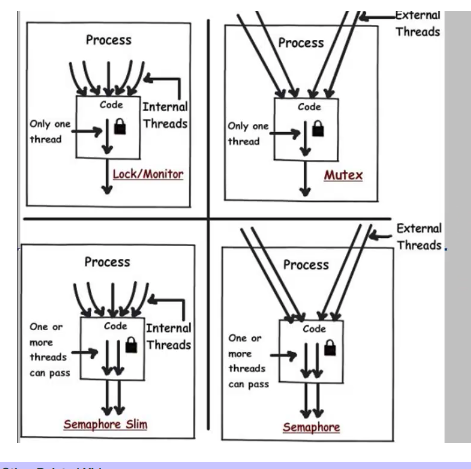 Process
Code
Internal
Threads
Only one
thread
Lock/Monitor
External
Threads
Process
Code
Only one
thread
Mutex
Process
Code
Internal
Threads
One or
more
threads
can pass
Semaphore Slim
External
Threads
Process
Code
One or
more
threads
can pass
Semaphore